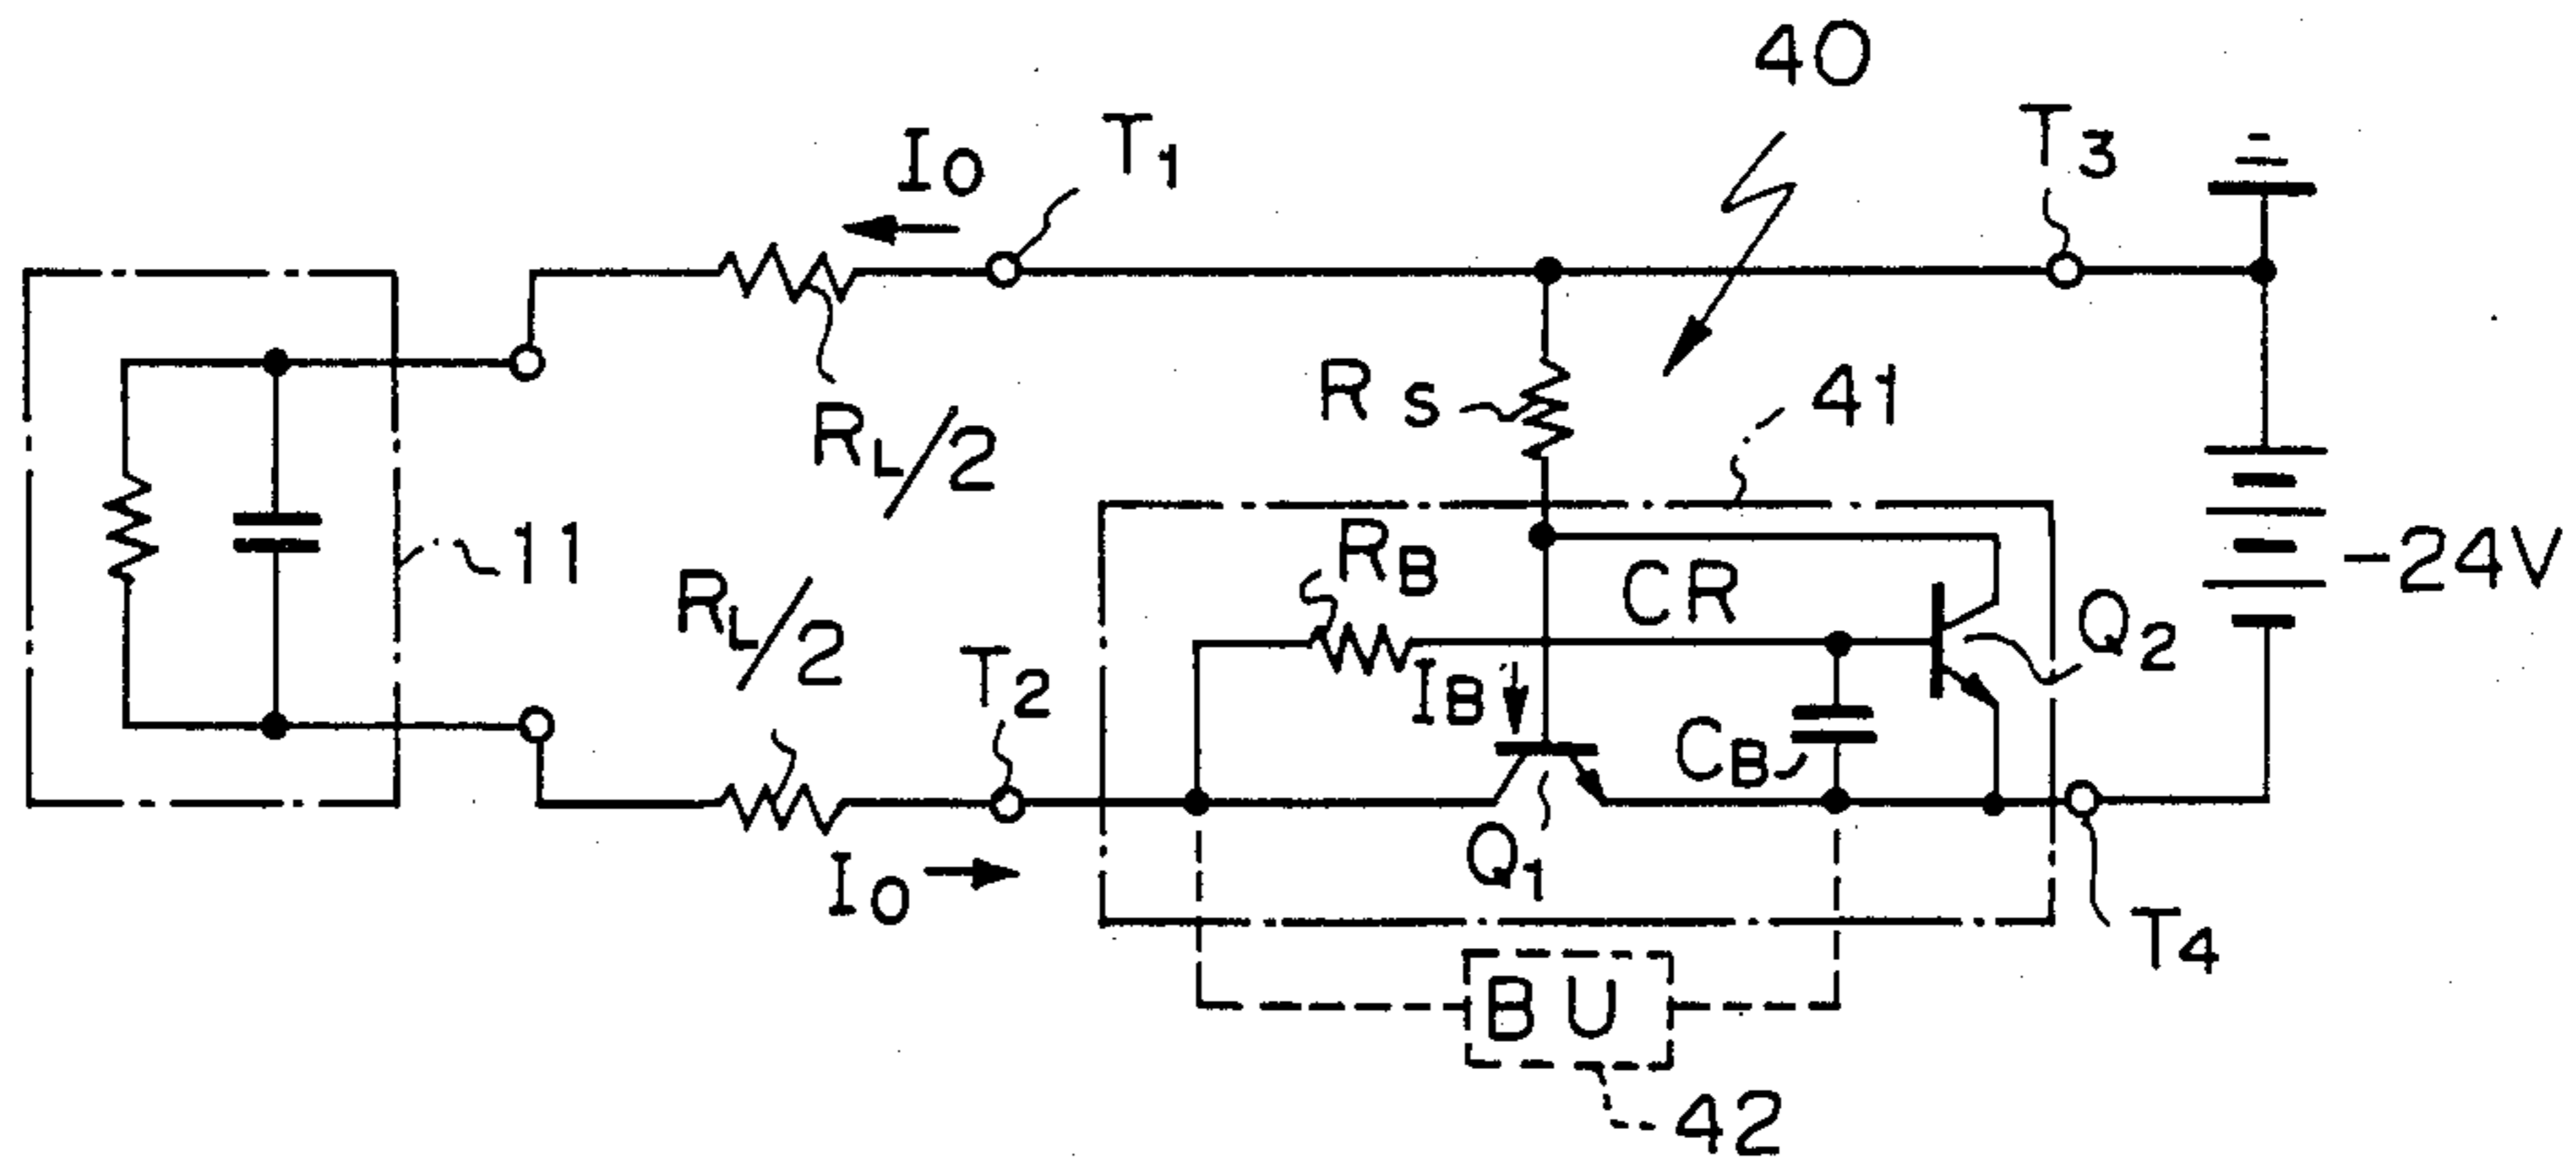 40
I0
T1
T3
RS
41
RL/2
RB
11
CR
-24V
RL/2
Q2
T2
IB
CB
Q1
I0
T4
BU
42